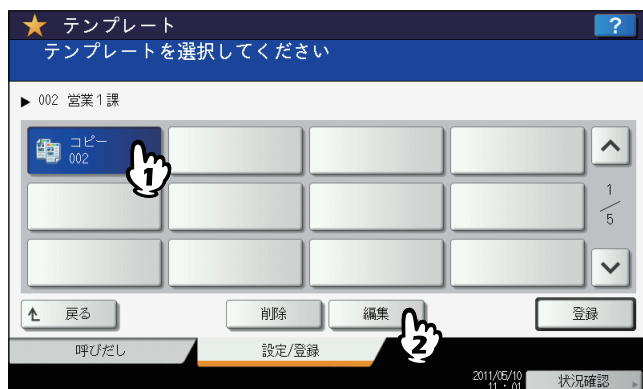 テンプレート
?
テンプレートを選択してください
▶ 002 営業1課
コピー
002
1
1
5
戻る
削除
編集
2
登録
呼びだし
設定/登録
2011/05/10
11:01
状況確認